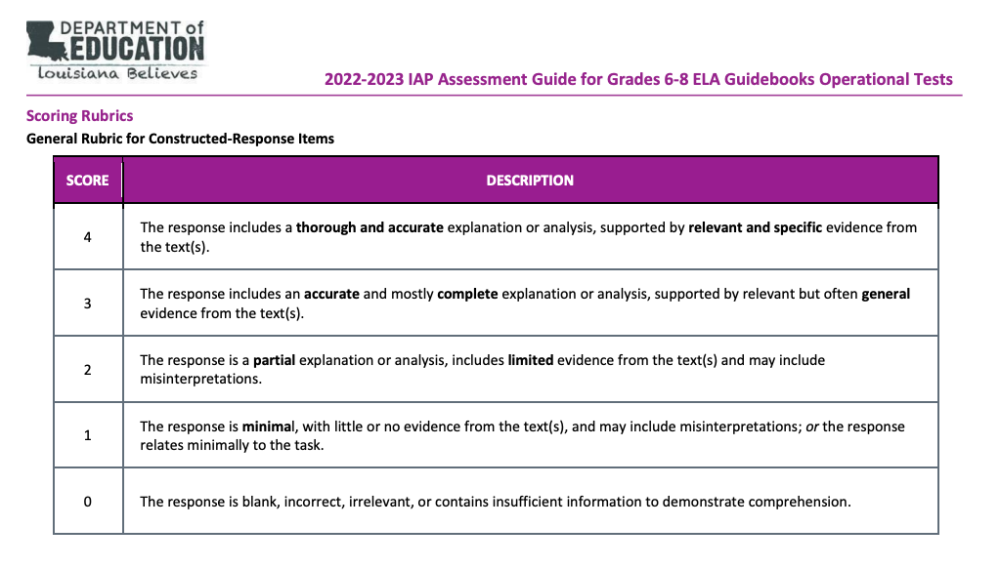 DEPARTMENT of
EDUCATION
Louisiana Believes
2022-2023 IAP Assessment Guide for Grades 6-8 ELA Guidebooks Operational Tests
Scoring Rubrics
General Rubric for Constructed-Response Items
SCORE DESCRIPTION
4 The response includes a thorough and accurate explanation or analysis, supported by relevant and specific evidence from
the text(s).
3 The response includes an accurate and mostly complete explanation or analysis, supported by relevant but often general
evidence from the text(s).
2 The response is a partial explanation or analysis, includes limited evidence from the text(s) and may include
misinterpretations.
1 The response is minimal, with little or no evidence from the text(s), and may include misinterpretations; or the response
relates minimally to the task.
0 The response is blank, incorrect, irrelevant, or contains insufficient information to demonstrate comprehension.